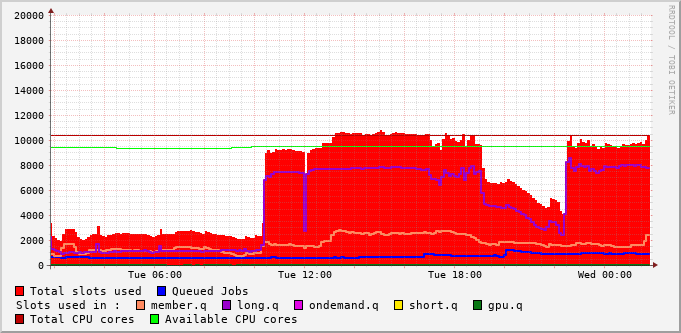 20000
18000
16000
14000
12000
10000
8000
6000
4000
2000
0
Tue 06:00 Tue 12:00 Tue 18:00 Wed 00:00
RRDTOOL / TOBI OETIKER
Total slots used Queued Jobs
Slots used in : member.q long.q ondemand.q short.q gpu.q
Total CPU cores Available CPU cores